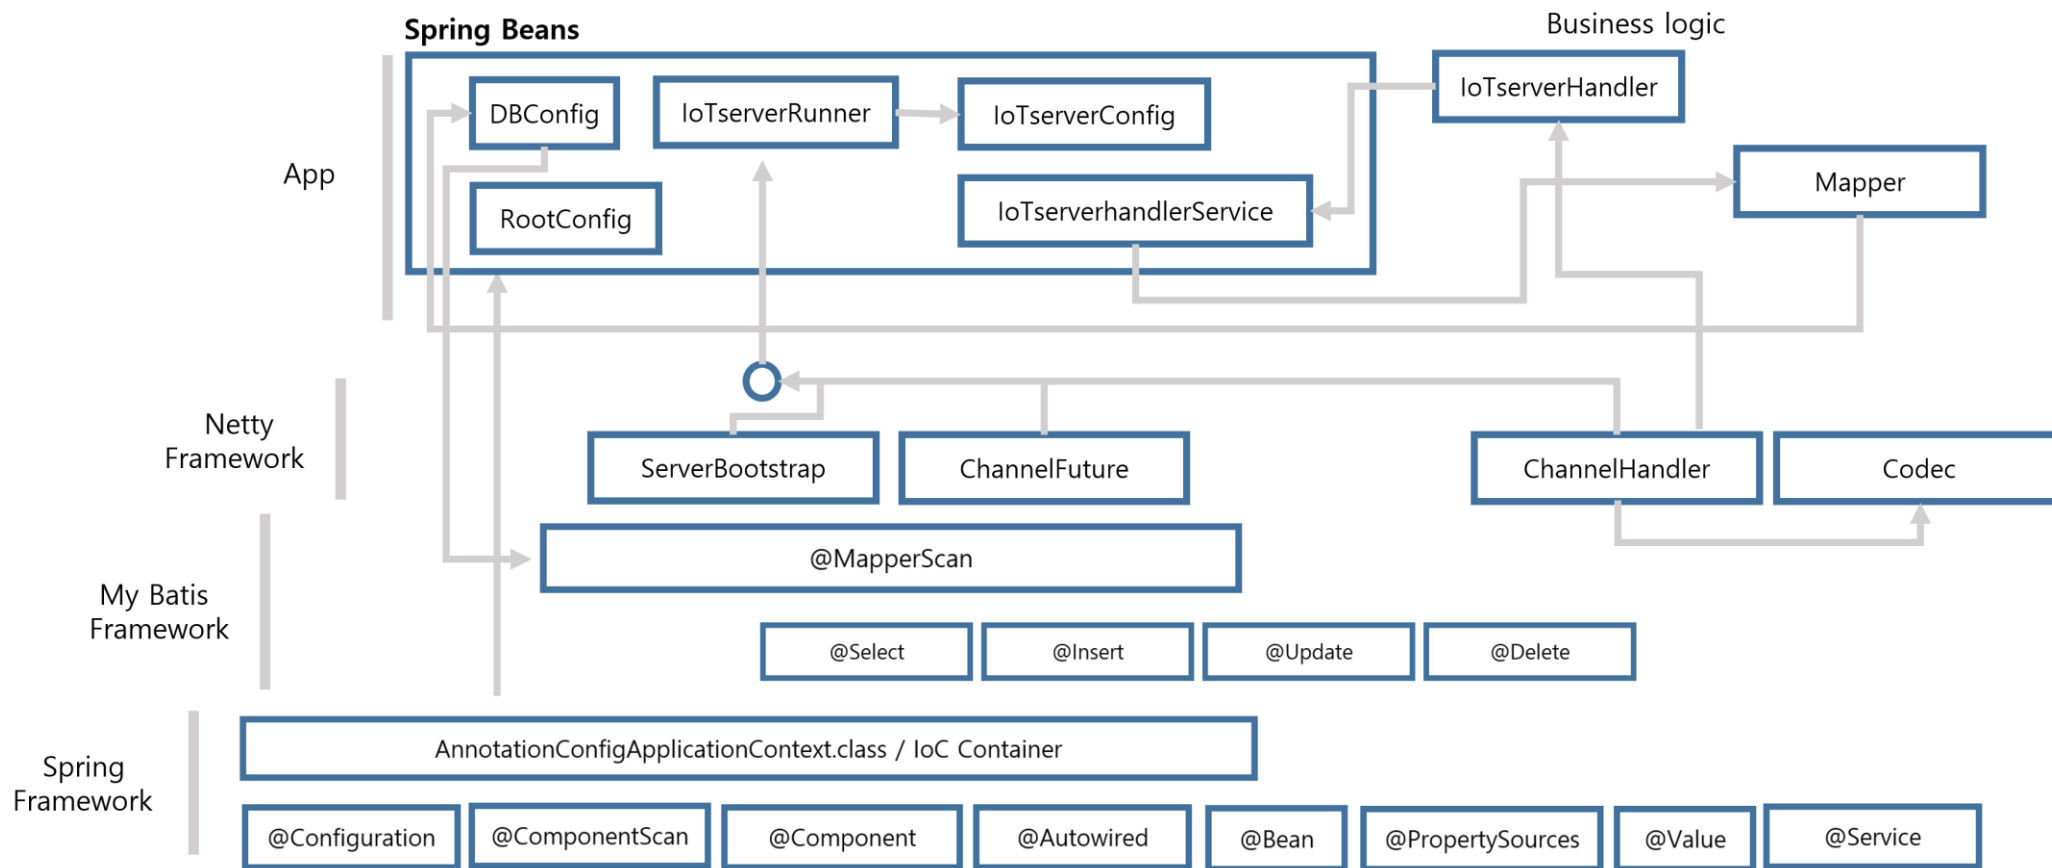 Spring Beans
Business logic
DBConfig
IoTserverRunner
IoTserverConfig
IoTserverHandler
App
RootConfig
IoTserverhandlerService
Mapper
Netty
Framework
ServerBootstrap
ChannelFuture
ChannelHandler
Codec
@MapperScan
My Batis
Framework
@Select
@Insert
@Update
@Delete
AnnotationConfigApplicationContext.class / IoC Container
Spring
Framework
@Configuration
@ComponentScan
@Component
@Autowired
@Bean
@PropertySources
@Value
@Service